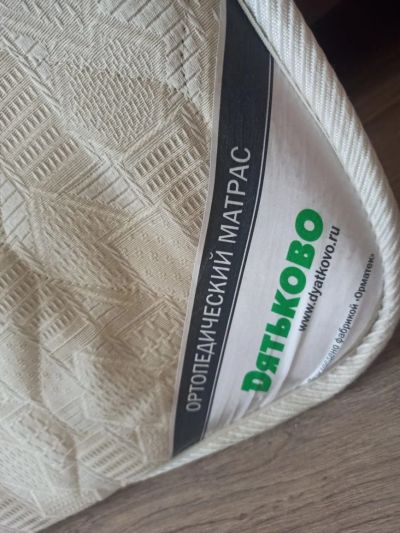 ОРТОПЕДИЧЕСКИЙ МАТРАС
Дятьково
www.dyatkovo.ru
фабрикой «Орматек»